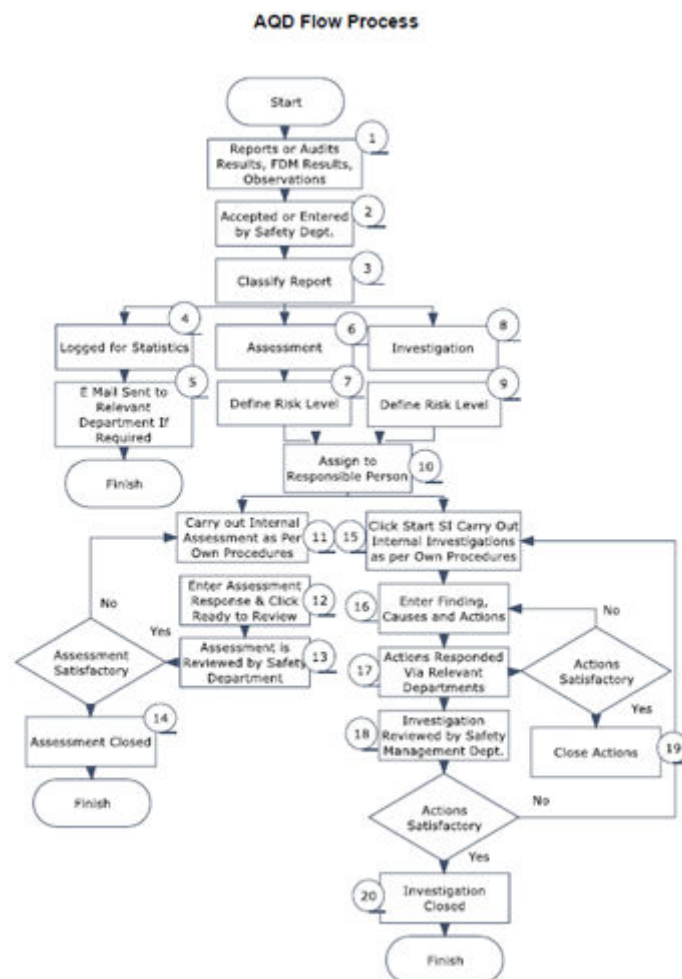 AQD Flow Process
Start
1
Reports or Audits
Results, FDM Results,
Observations
2
Accepted or Entered
by Safety Dept.
3
Classify Report
4
Logged for Statistics
6
Assessment
8
Investigation
5
E Mail Sent to
Relevant
Department If
Required
7
Define Risk Level
9
Define Risk Level
Finish
10
Assign to
Responsible Person
11
Carry out Internal
Assessment as Per
Own Procedures
15
Click Start SI Carry Out
Internal Investigations
as per Own Procedures
No
12
Enter Assessment
Response & Click
Ready to Review
16
Enter Finding,
Causes and Actions
No
Yes
Assessment
Satisfactory
13
Assessment is
Reviewed by Safety
Department
17
Actions Responded
Via Relevant
Departments
Actions
Satisfactory
Yes
14
Assessment Closed
18
Investigation
Reviewed by Safety
Management Dept.
Close Actions
19
Finish
No
Actions
Satisfactory
Yes
20
Investigation
Closed
Finish